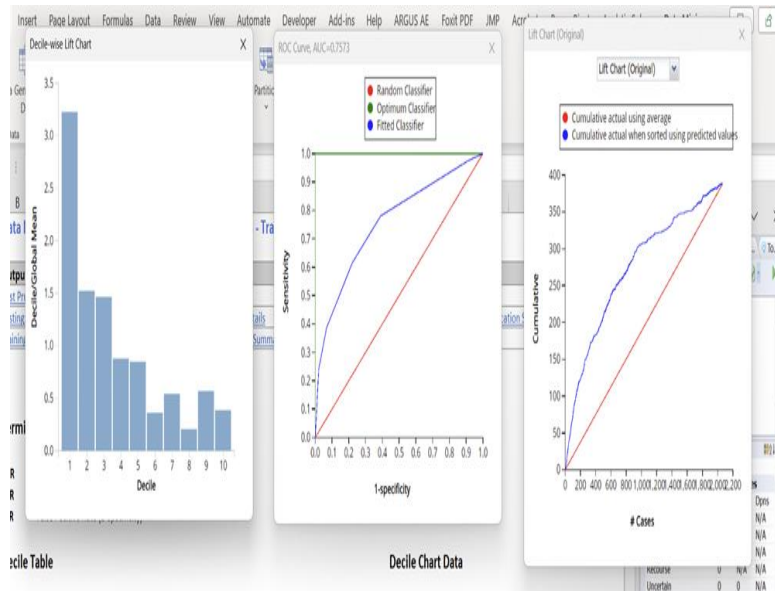 Insert Page Layout Formulas Data Review View Automate Developer Add-ins Help ARGUS AE Foxit PDF JMP
Decile-wise Lift Chart X
3.5
3.0
2.5
2.0
1.5
1.0
0.5
0.0
Decile/Global Mean
1 2 3 4 5 6 7 8 9 10
Decile
ROC Curve, AUC=0.7573 X
Random Classifier
Optimum Classifier
Fitted Classifier
1.0
0.9
0.8
0.7
0.6
0.5
0.4
0.3
0.2
0.1
0.0
Sensitivity
0.0 0.1 0.2 0.3 0.4 0.5 0.6 0.7 0.8 0.9 1.0
1-specificity
Lift Chart (Original) X
Lift Chart (Original)
Cumulative actual using average
Cumulative actual when sorted using predicted values
400
350
300
250
200
150
100
50
0
Cumulative
0 200 400 600 800 1,000 1,200 1,400 1,600 1,800 2,000 2,200
# Cases
B
- Tra
Decile Chart Data
Dpns
N/A
N/A
N/A
N/A
Recourse 0 N/A N/A
Uncertain 0 0 N/A